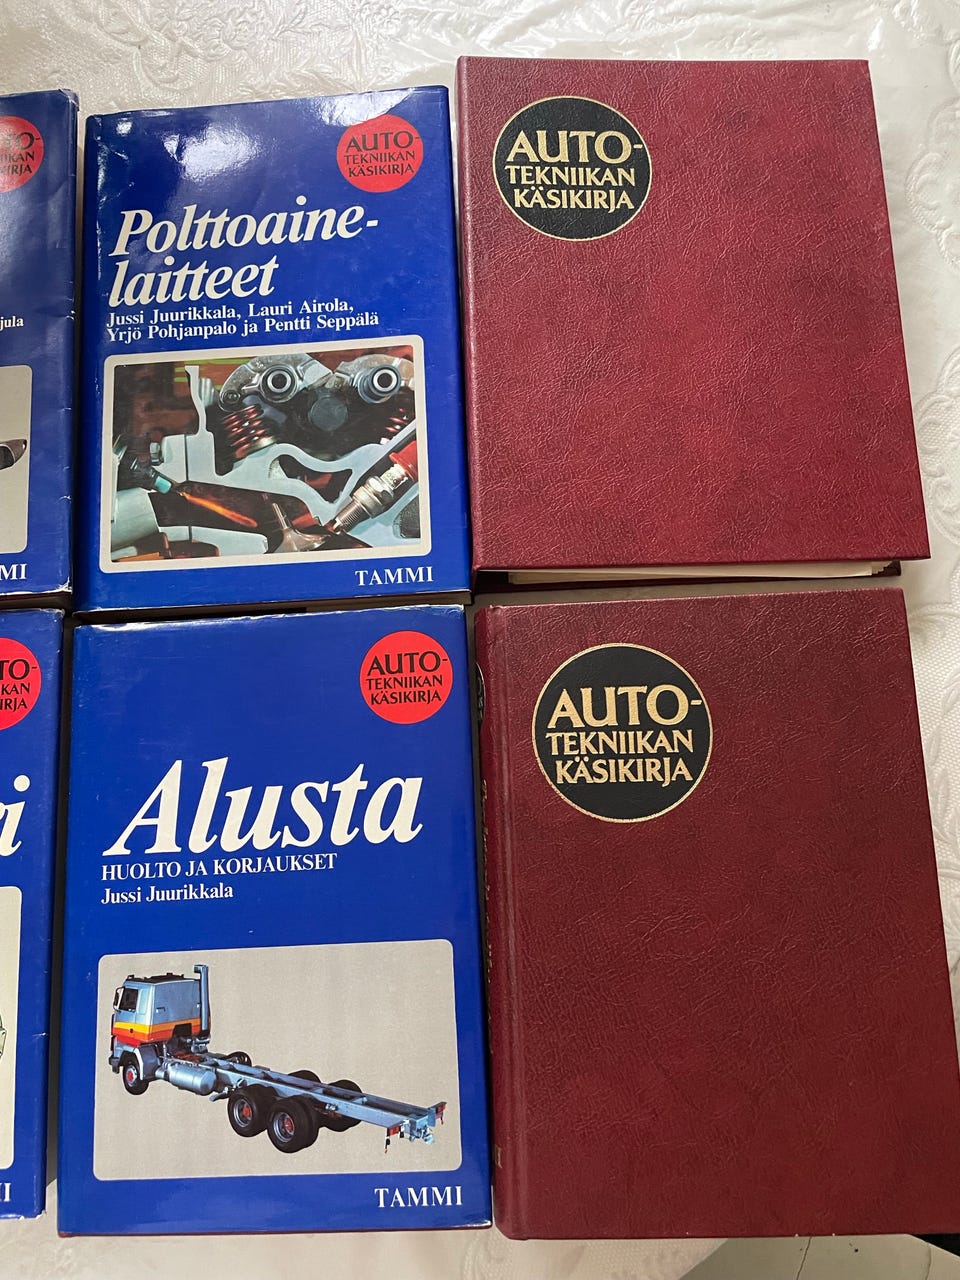 AUTO-
TEKNIIKAN
KÄSIKIRJA
Polttoaine-
laitteet
Jussi Juurikkala, Lauri Airola,
Yrjö Pohjanpalo ja Pentti Seppälä
TAMMI
AUTO-
TEKNIIKAN
KÄSIKIRJA
AUTO-
TEKNIIKAN
KÄSIKIRJA
Alusta
HUOLTO JA KORJAUKSET
Jussi Juurikkala
TAMMI
AUTO-
TEKNIIKAN
KÄSIKIRJA